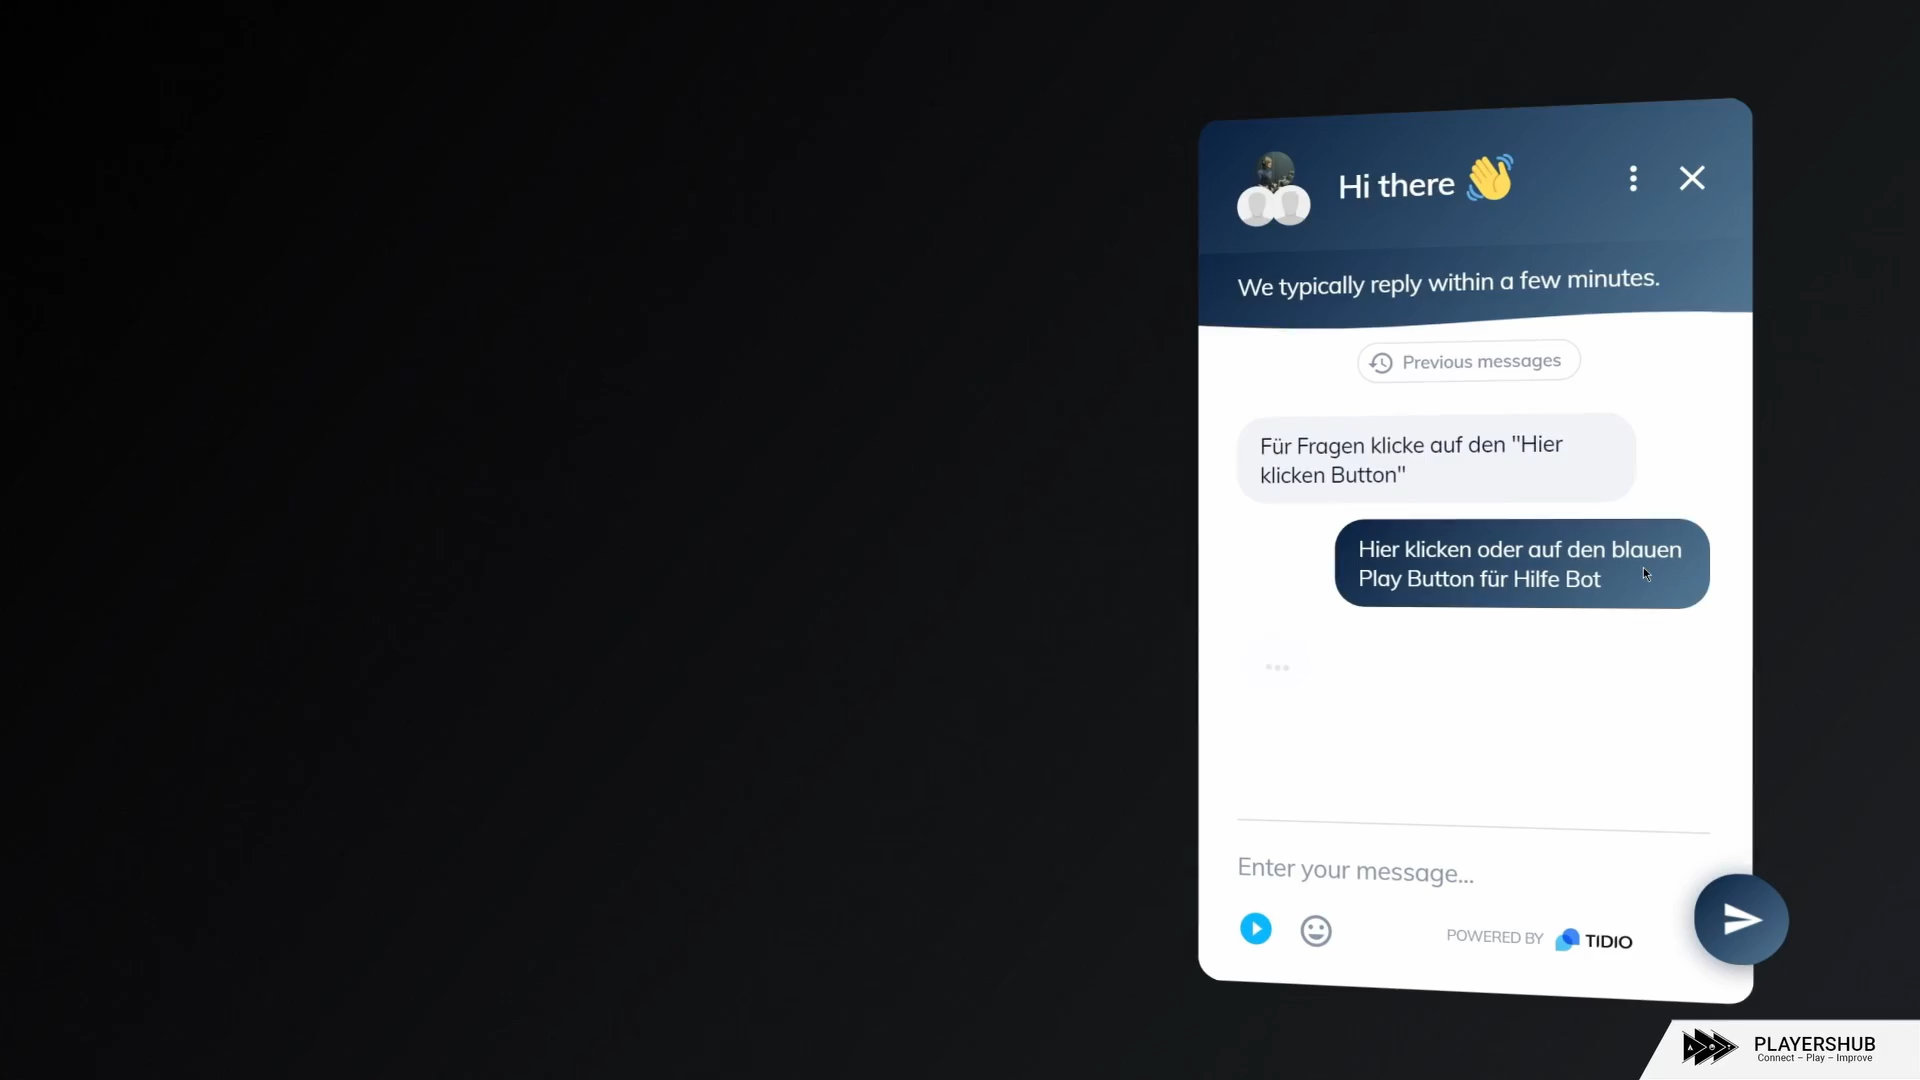 Hi there
We typically reply within a few minutes.
Previous messages
Für Fragen klicke auf den "Hier
klicken Button"
Hier klicken oder auf den blauen
Play Button für Hilfe Bot
Enter your message...
POWERED BY TIDIO
PLAYERSHUB
Connect – Play – Improve